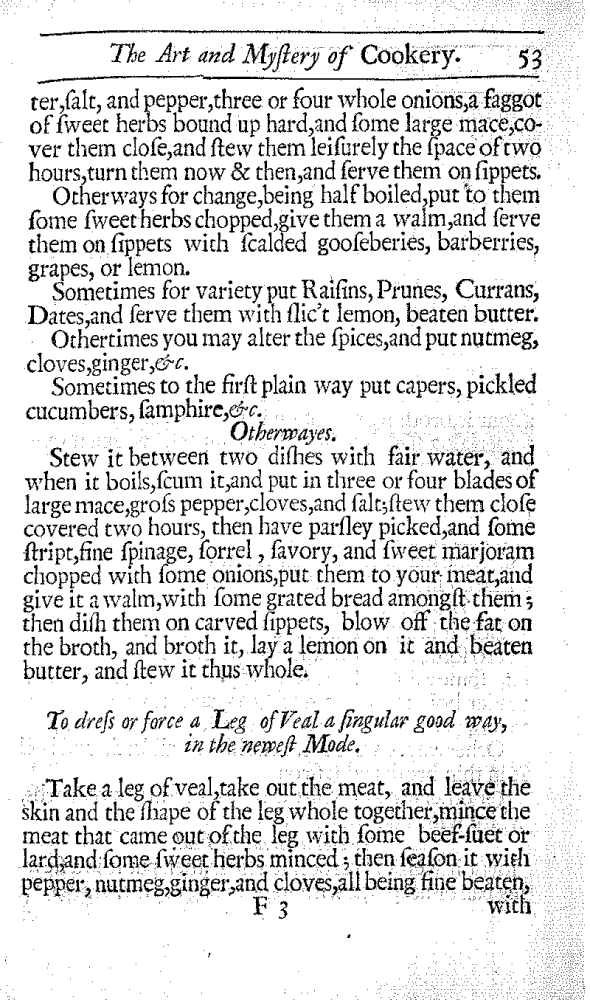 The Art and Myſtery of Cookery. 53
ter,ſalt, and pepper,three or four whole onions,a faggot
of ſweet herbs bound up hard,and ſome large mace,co-
ver them cloſe,and ſtew them leiſurely the ſpace of two
hours,turn them now & then,and ſerve them on ſippets.
Otherways for change,being half boiled,put to them
ſome ſweet herbs chopped,give them a walm,and ſerve
them on ſippets with ſcalded gooſeberies, barberries,
grapes, or lemon.
Sometimes for variety put Raiſins, Prunes, Currans,
Dates,and ſerve them with ſlic't lemon, beaten butter.
Othertimes you may alter the ſpices,and put nutmeg,
cloves,ginger,&c.
Sometimes to the firſt plain way put capers, pickled
cucumbers, ſamphire,&c.
Otherwayes.
Stew it between two diſhes with fair water, and
when it boils,ſcum it,and put in three or four blades of
large mace,groſs pepper,cloves,and ſalt;ſtew them cloſe
covered two hours, then have parſley picked,and ſome
ſtript,fine ſpinage, ſorrel , ſavory, and ſweet marjoram
chopped with ſome onions,put them to your meat,and
give it a walm,with ſome grated bread amongſt them ;
then diſh them on carved ſippets, blow off the fat on
the broth, and broth it, lay a lemon on it and beaten
butter, and ſtew it thus whole.
To dreſs or force a Leg of Veal a ſingular good way,
in the neweſt Mode.
Take a leg of veal,take out the meat, and leave the
skin and the ſhape of the leg whole together,mince the
meat that came out of the leg with ſome beef-ſuet or
lard,and ſome ſweet herbs minced ; then ſeaſon it with
pepper, nutmeg,ginger,and cloves,all being fine beaten,
F 3 with